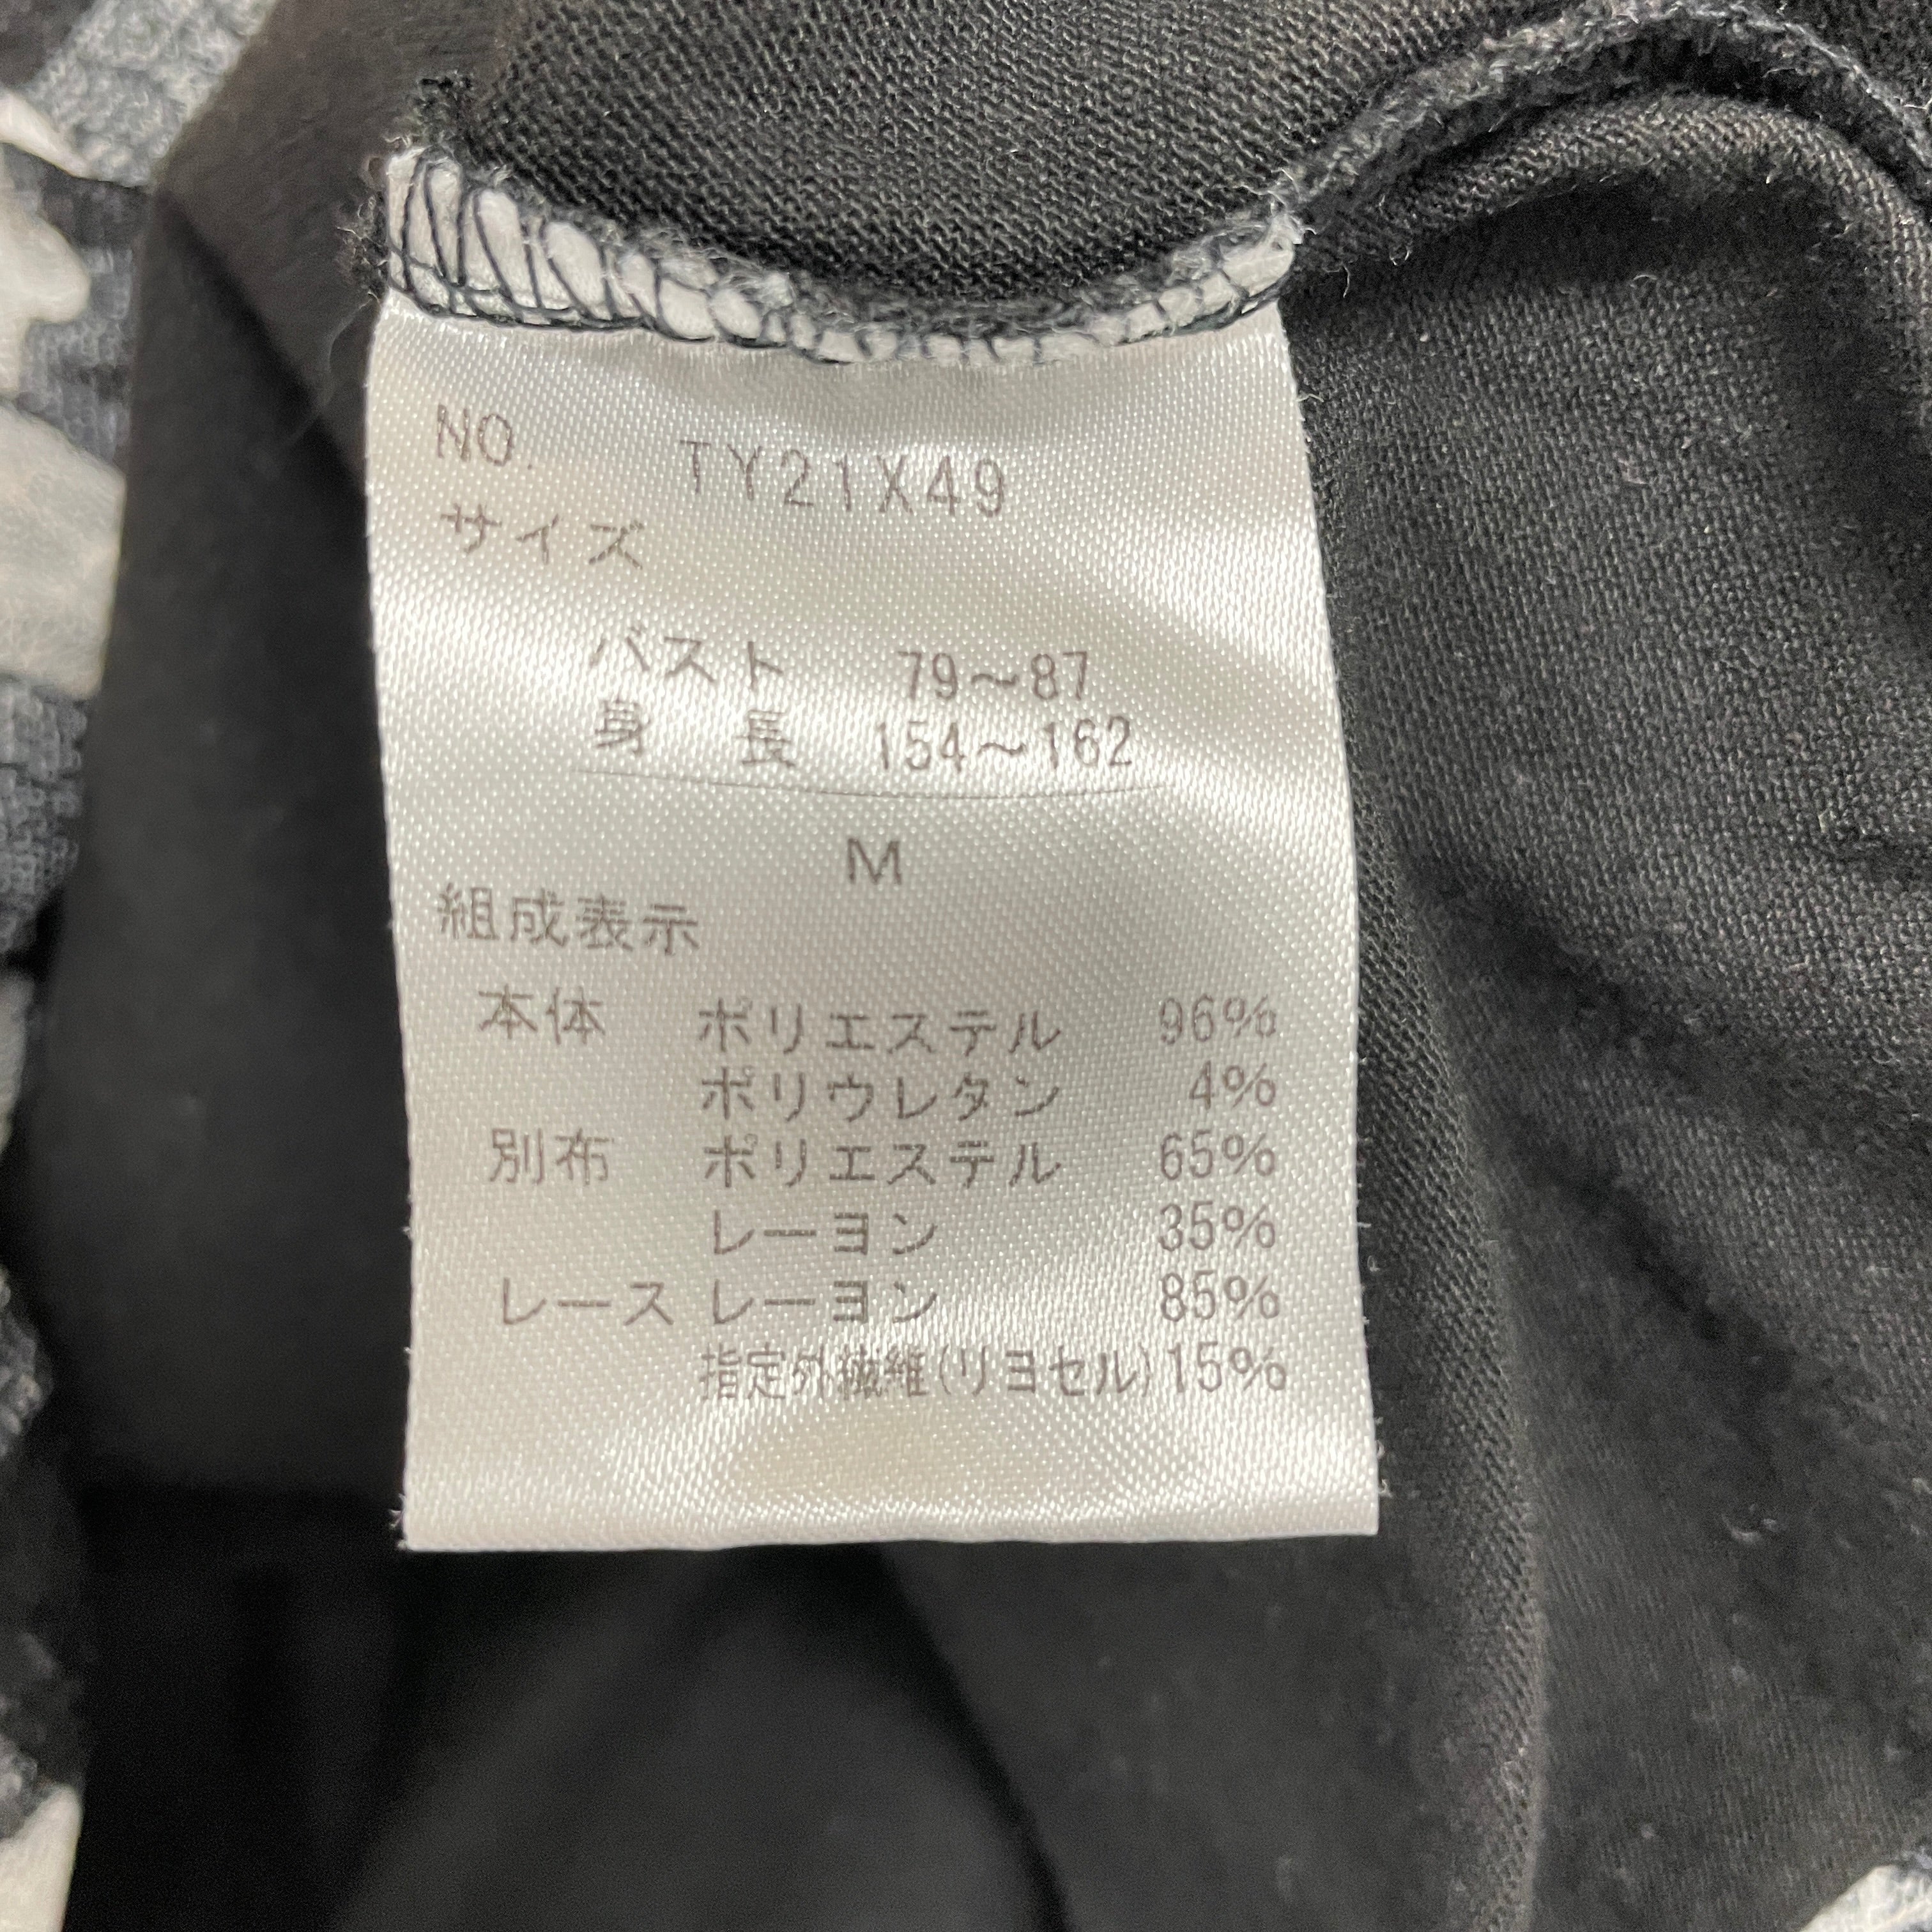 NO. TY21X49
サイズ
バスト 79～87
身 長 154～162
M
組成表示
本体 ポリエステル 96%
ポリウレタン 4%
別布 ポリエステル 65%
レーヨン 35%
レース レーヨン 85%
指定外繊維(リヨセル)15%